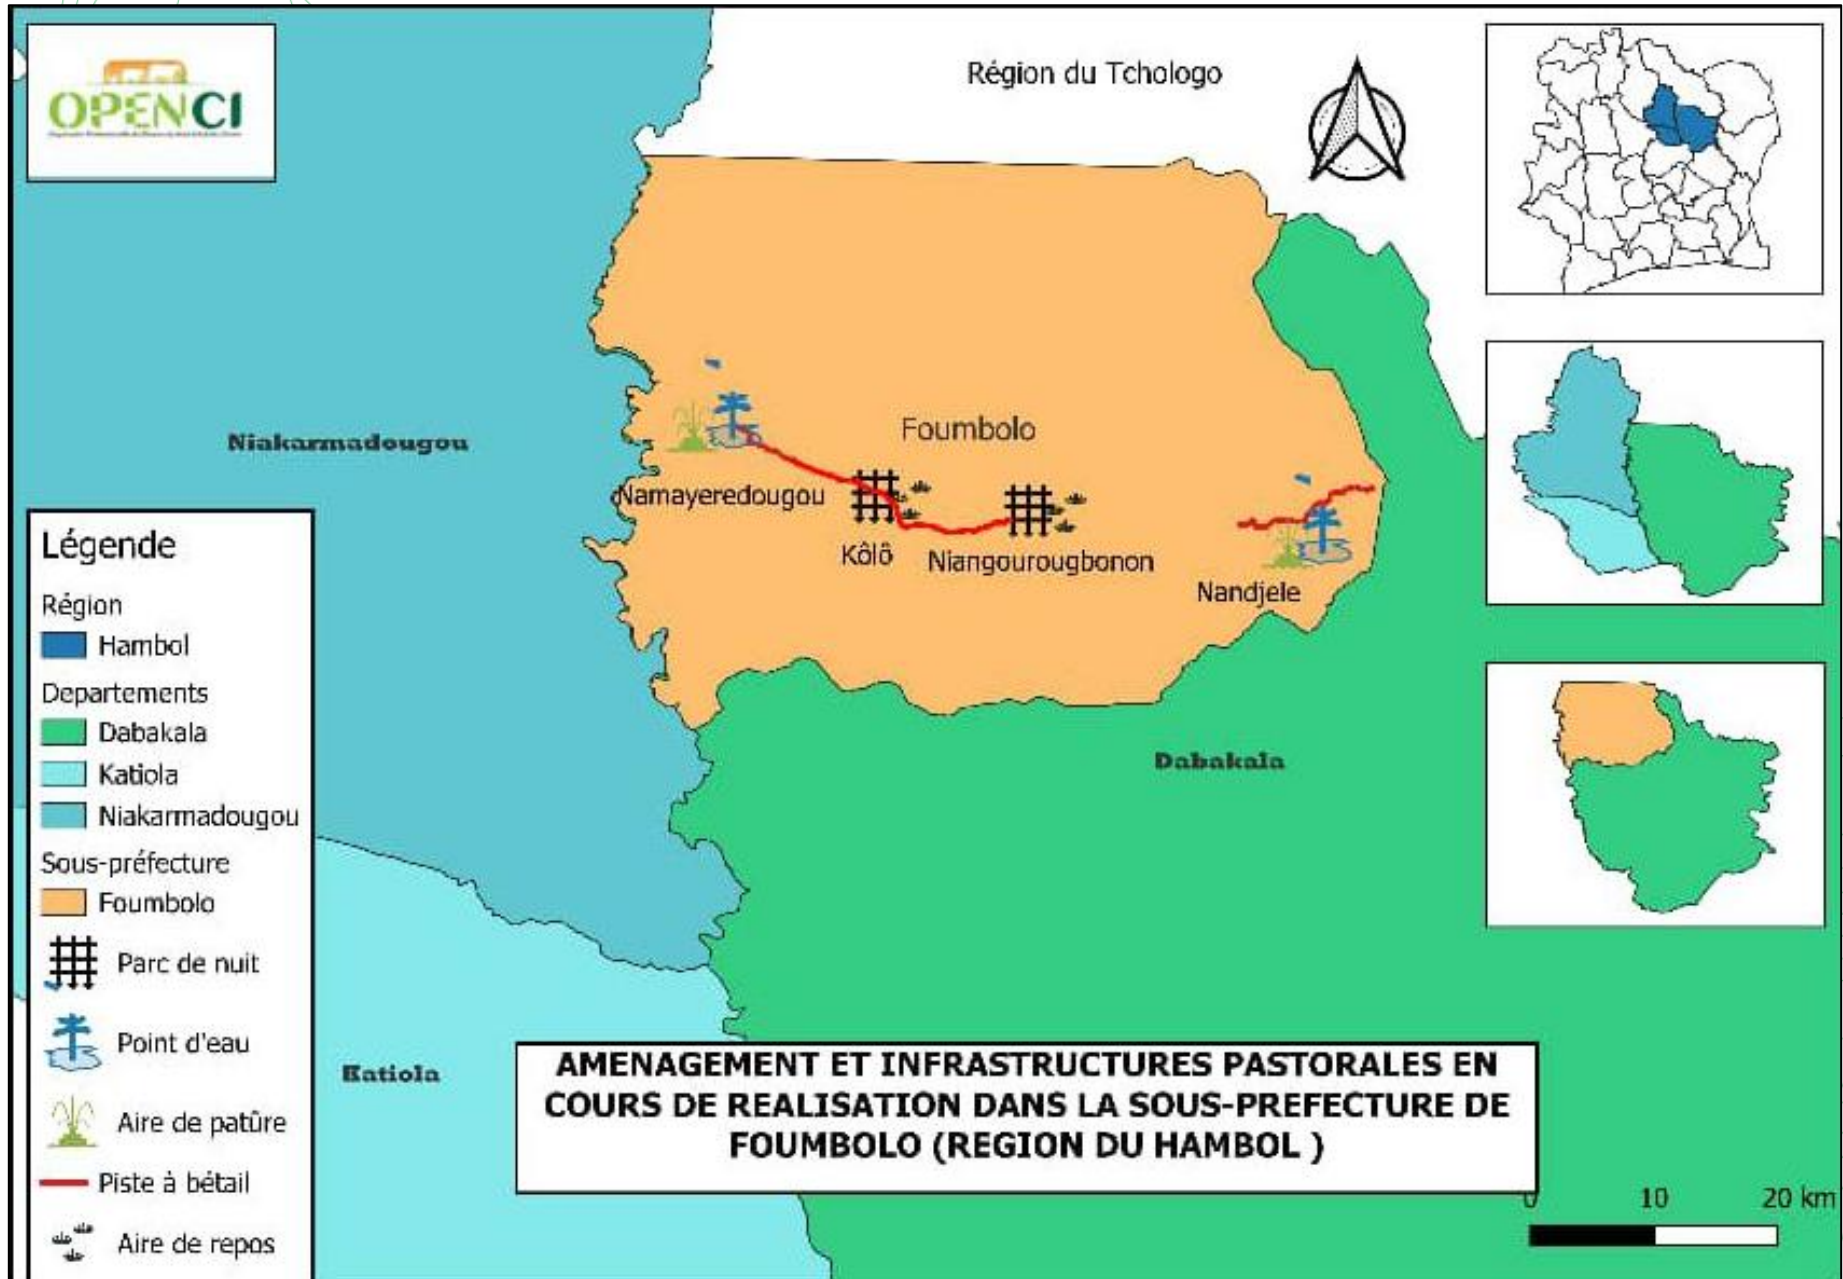 OPENCI
Région du Tchologo
Niakarmadougou
Foumbolo
Namayeredougou
Kôlô
Niangourougbonon
Nandjele
Dabakala
Katiola
Légende
Région
Hambol
Departements
Dabakala
Katiola
Niakarmadougou
Sous-préfecture
Foumbolo
Parc de nuit
Point d'eau
Aire de patûre
Piste à bétail
Aire de repos
AMENAGEMENT ET INFRASTRUCTURES PASTORALES EN
COURS DE REALISATION DANS LA SOUS-PREFECTURE DE
FOUMBOLO (REGION DU HAMBOL )
0 10 20 km